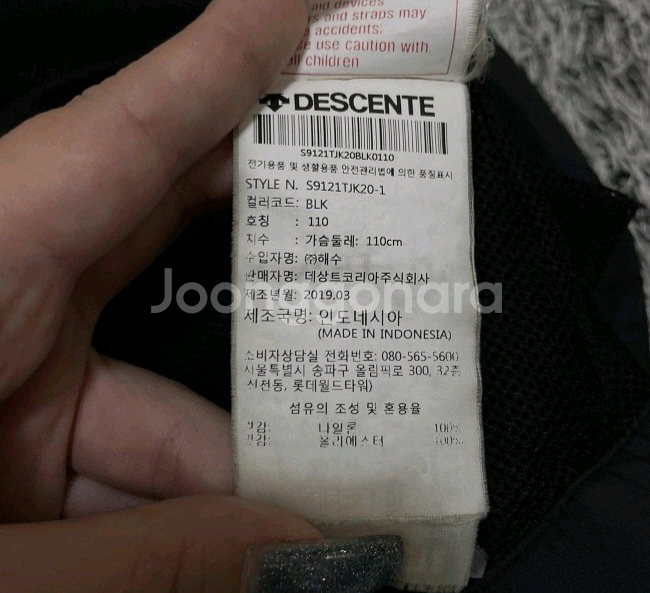 aid devices
and straps may
accidents:
use caution with
children
DESCENTE
S9121TJK20BLK0110
전기용품 및 생활용품 안전관리법에 의한 품질표시
STYLE N. S9121TJK20-1
컬러코드: BLK
호칭 : 110
치수 : 가슴둘레: 110cm
수입자명: ㈜해수
판매자명: 데상트코리아주식회사
제조년월: 2019.03
제조국명: 인도네시아
(MADE IN INDONESIA)
소비자상담실 전화번호: 080-565-5600
서울특별시 송파구 올림픽로 300, 32층
신천동, 롯데월드타워)
섬유의 조성 및 혼용율
겉감: 나일론 100%
안감: 폴리에스터 100%
Joonggonara